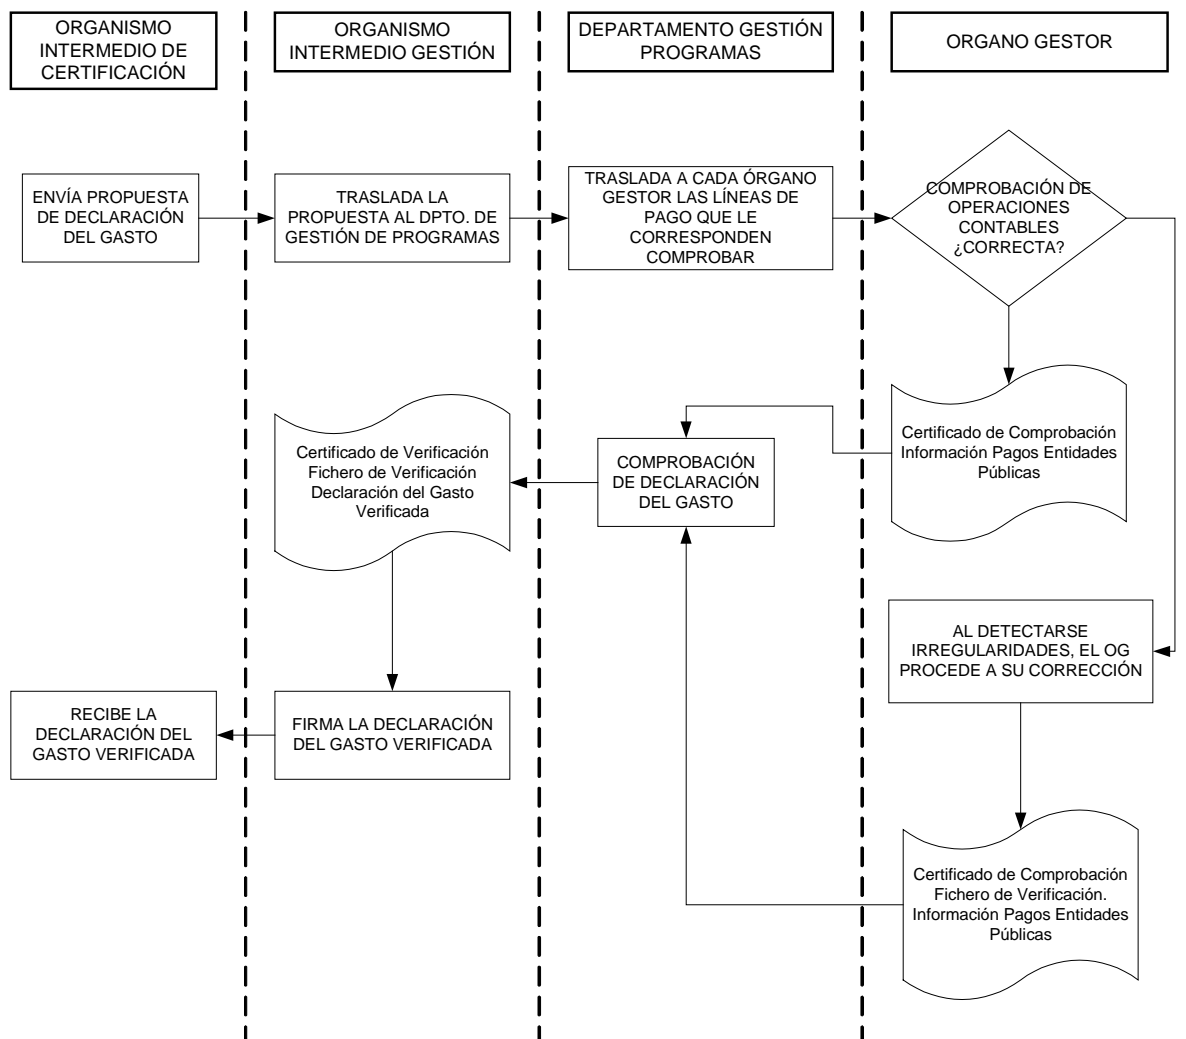 ORGANISMO
INTERMEDIO DE
CERTIFICACIÓN
ORGANISMO
INTERMEDIO GESTIÓN
DEPARTAMENTO GESTIÓN
PROGRAMAS
ORGANO GESTOR
ENVÍA PROPUESTA
DE DECLARACIÓN
DEL GASTO
TRASLADA LA
PROPUESTA AL DPTO. DE
GESTIÓN DE PROGRAMAS
TRASLADA A CADA ÓRGANO
GESTOR LAS LÍNEAS DE
PAGO QUE LE
CORRESPONDEN
COMPROBAR
COMPROBACIÓN DE
OPERACIONES
CONTABLES
¿CORRECTA?
Certificado de Comprobación
Información Pagos Entidades
Públicas
COMPROBACIÓN
DE DECLARACIÓN
DEL GASTO
Certificado de Verificación
Fichero de Verificación
Declaración del Gasto
Verificada
AL DETECTARSE
IRREGULARIDADES, EL OG
PROCEDE A SU CORRECCIÓN
FIRMA LA DECLARACIÓN
DEL GASTO VERIFICADA
RECIBE LA
DECLARACIÓN DEL
GASTO VERIFICADA
Certificado de Comprobación
Fichero de Verificación.
Información Pagos Entidades
Públicas